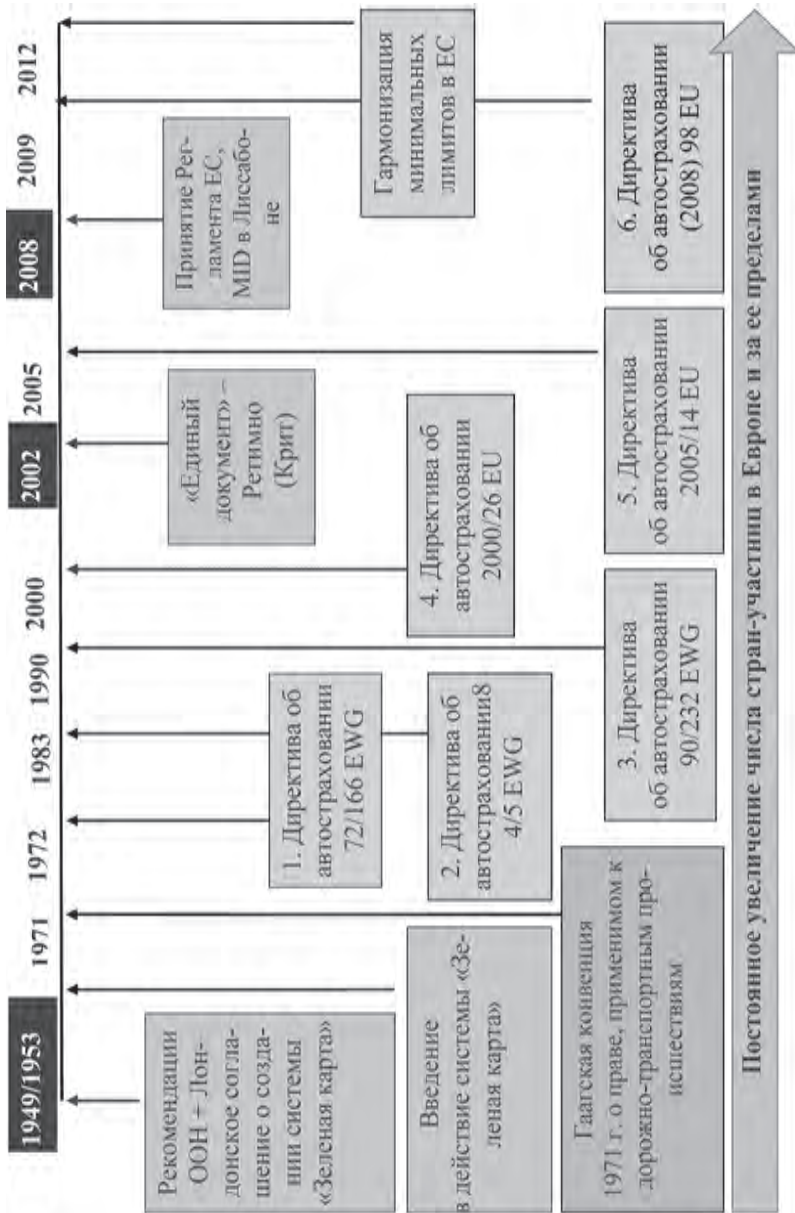 1949/1953
1971
1972
1983
1990
2000
2002
2005
2008
2009
2012
Рекомендации
ООН + Лон-
донское согла-
шение о созда-
нии системы
«Зеленая карта»
Введение
в действие системы «Зе-
леная карта»
Гаагская конвенция
1971 г. о праве, применимом к
дорожно-транспортным про-
исшествиям
1. Директива об
автостраховании
72/166 EWG
2. Директива об
автостраховании8
4/5 EWG
3. Директива
об автостраховании
90/232 EWG
4. Директива об
автостраховании
2000/26 EU
«Единый
документ» –
Ретимно
(Крит)
5. Директива
об автостраховании
2005/14 EU
Принятие Рег-
ламента ЕС,
MID в Лиссабо-
не
Гармонизация
минимальных
лимитов в ЕС
6. Директива
об автостраховании
(2008) 98 EU
Постоянное увеличение числа стран-участниц в Европе и за ее пределами